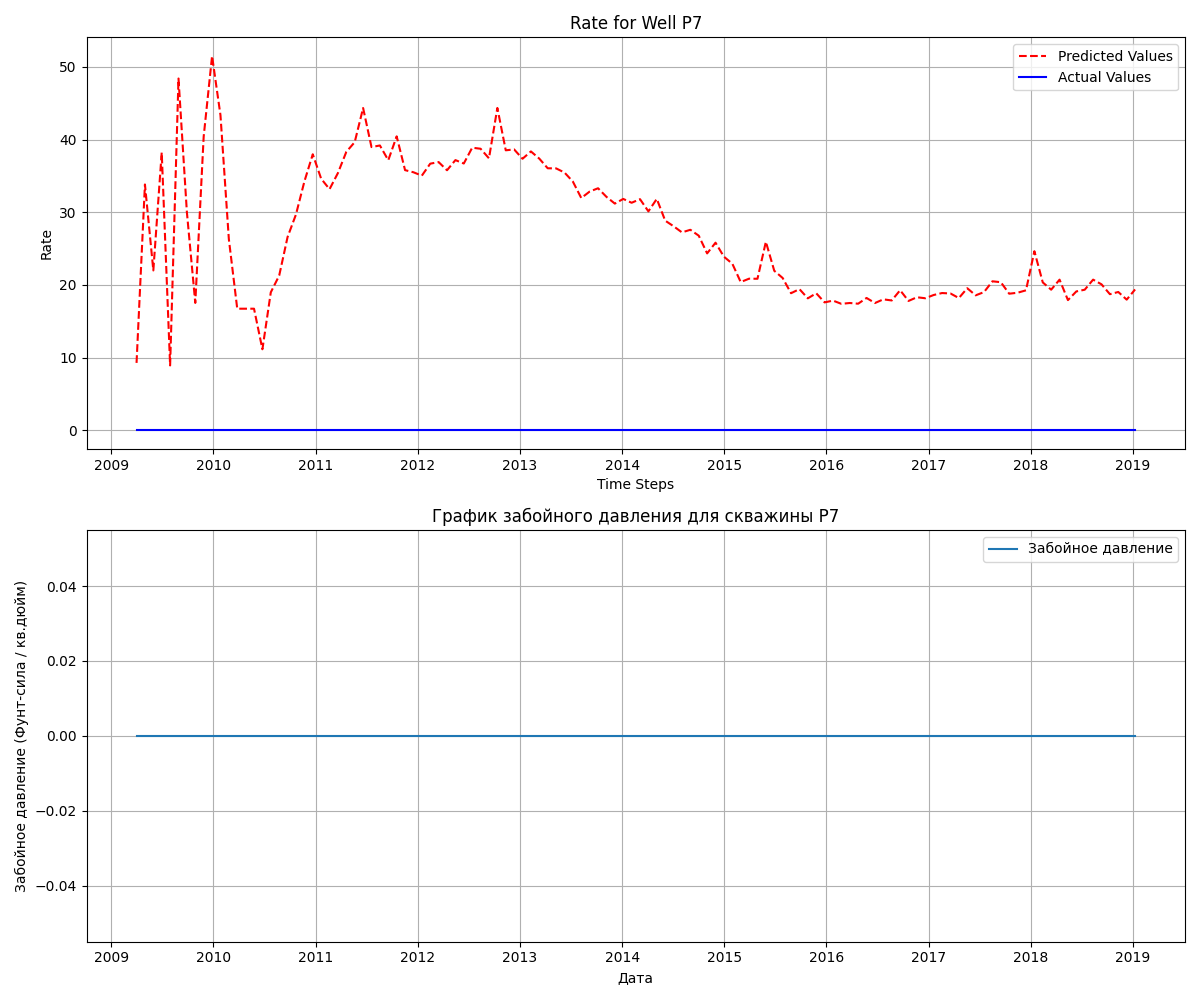 Rate for Well P7
Predicted Values
Actual Values
Rate
50
40
30
20
10
0
2009 2010 2011 2012 2013 2014 2015 2016 2017 2018 2019
Time Steps
График забойного давления для скважины P7
Забойное давление
Забойное давление (Фунт-сила / кв.дюйм)
0.04
0.02
0.00
−0.02
−0.04
2009 2010 2011 2012 2013 2014 2015 2016 2017 2018 2019
Дата